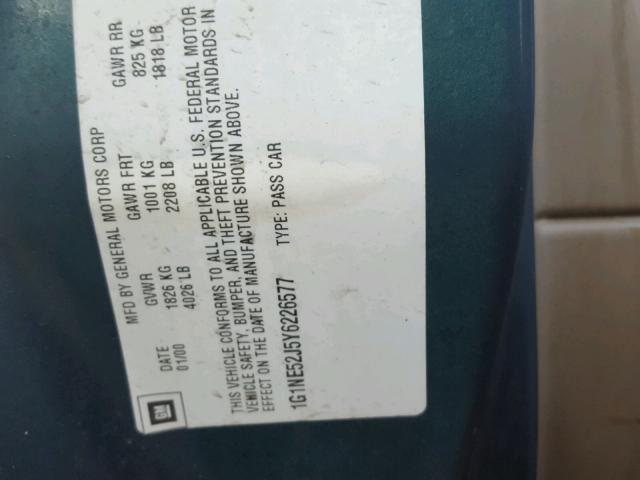 GM
MFD BY GENERAL MOTORS CORP
DATE GVWR GAWR FRT GAWR RR
01/00 1826 KG 1001 KG 825 KG
4026 LB 2208 LB 1818 LB
THIS VEHICLE CONFORMS TO ALL APPLICABLE U.S. FEDERAL MOTOR
VEHICLE SAFETY, BUMPER, AND THEFT PREVENTION STANDARDS IN
EFFECT ON THE DATE OF MANUFACTURE SHOWN ABOVE.
1G1NE52J5Y6226577 TYPE: PASS CAR